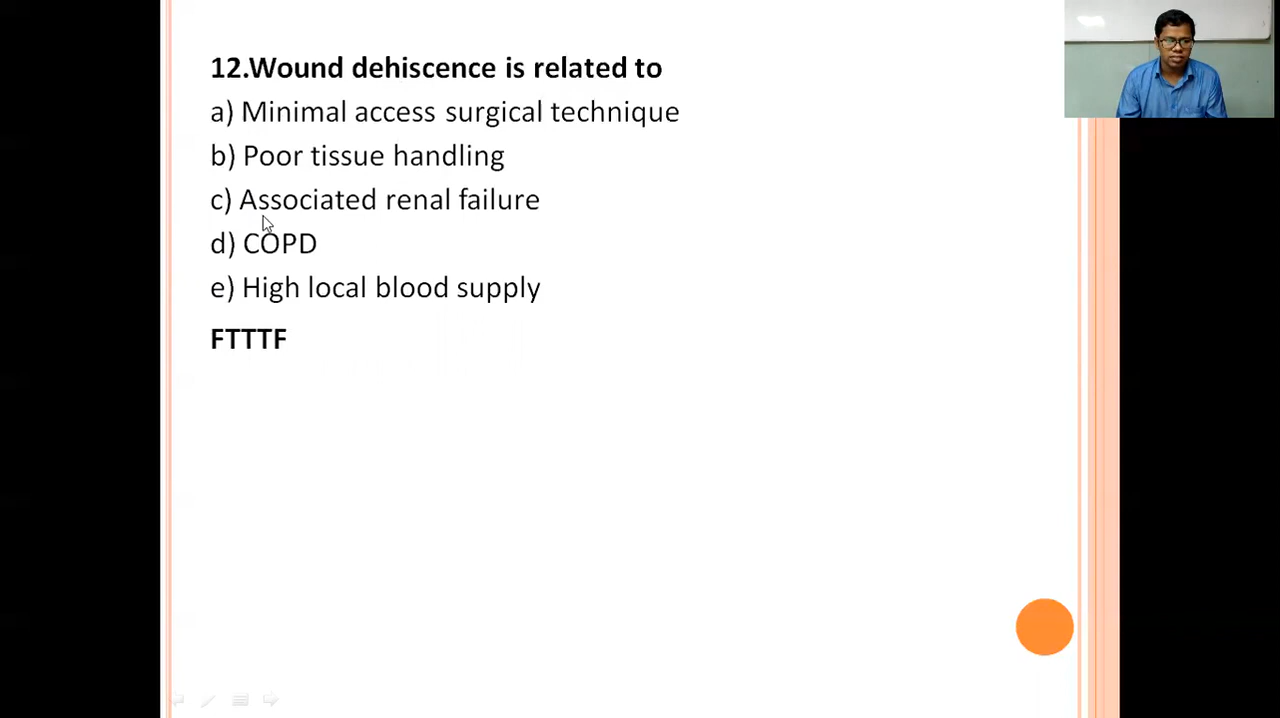 12.Wound dehiscence is related to
a) Minimal access surgical technique
b) Poor tissue handling
c) Associated renal failure
d) COPD
e) High local blood supply
FTTTF